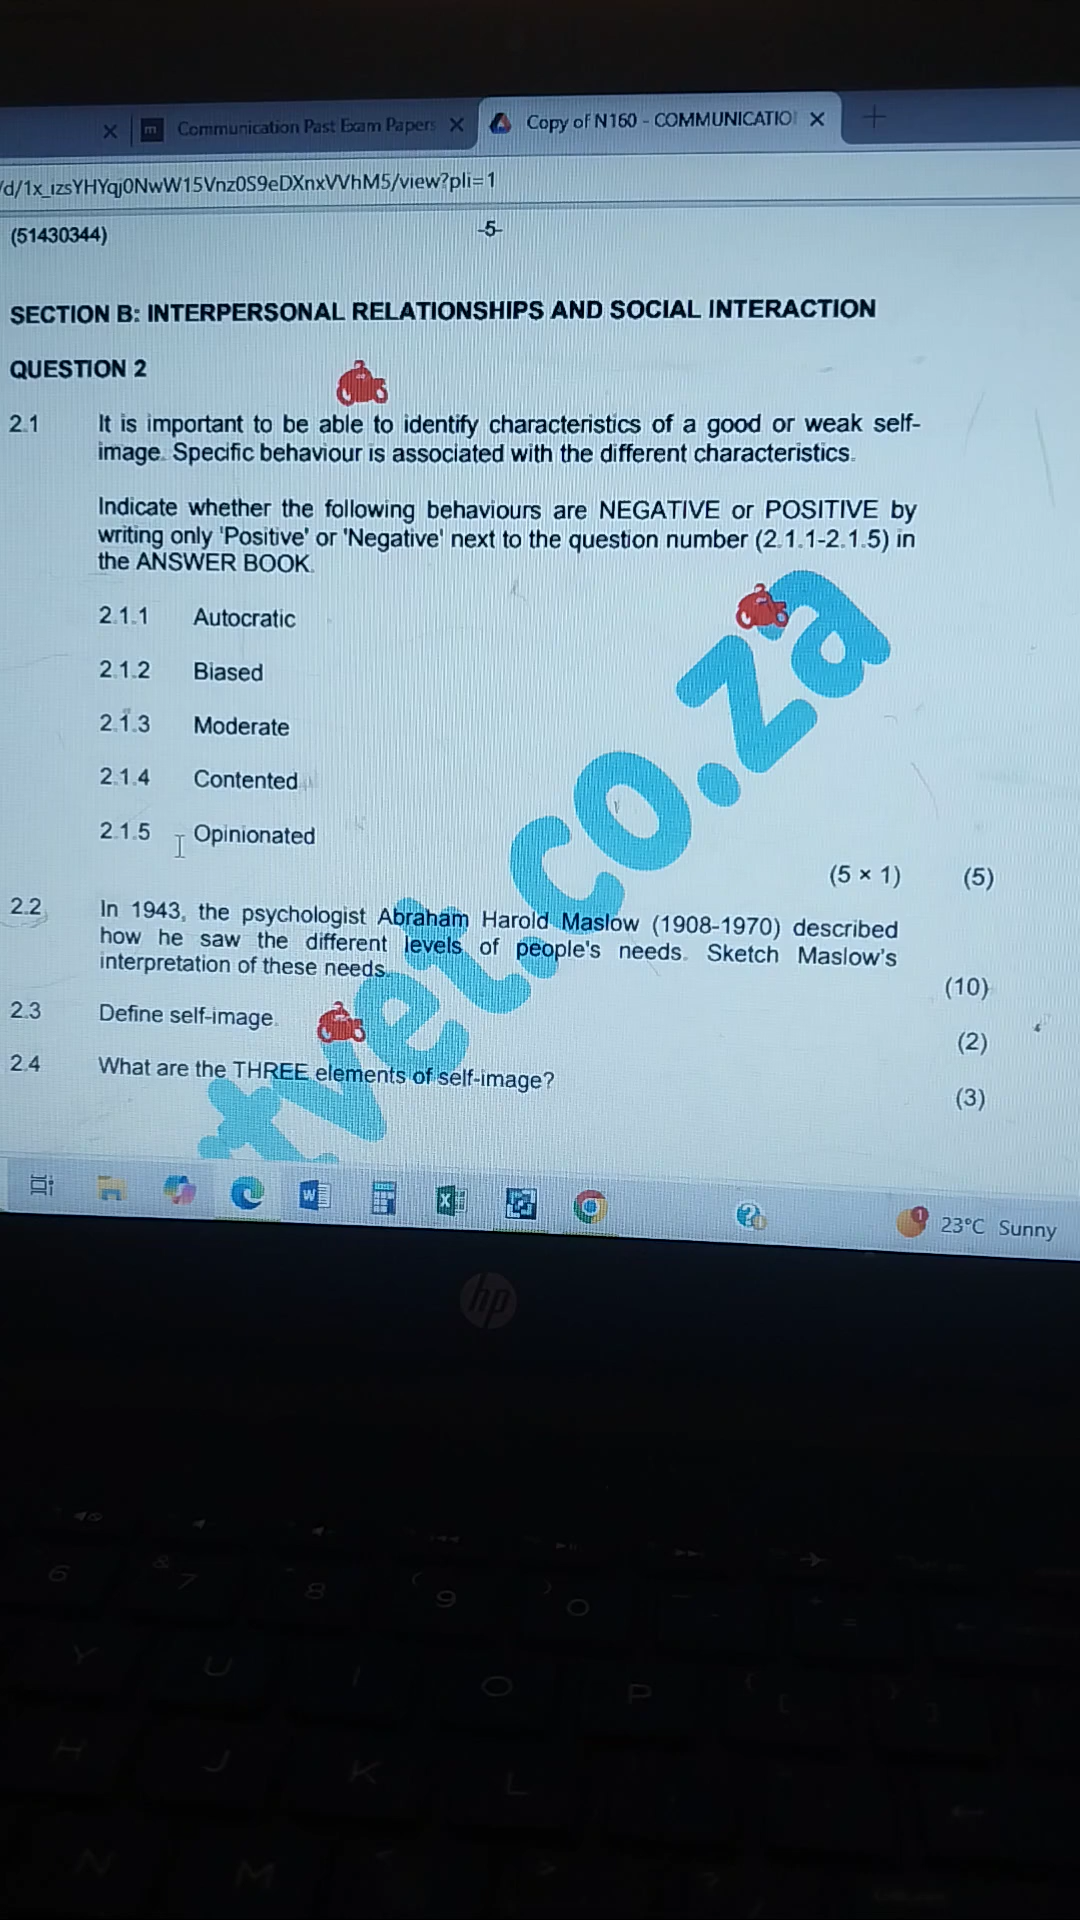 Communication Past Exam Papers
Copy of N160 - COMMUNICATIO
/view?pli=1
(51430344)
-5-
SECTION B: INTERPERSONAL RELATIONSHIPS AND SOCIAL INTERACTION
QUESTION 2
2.1 It is important to be able to identify characteristics of a good or weak self-
image. Specific behaviour is associated with the different characteristics.
Indicate whether the following behaviours are NEGATIVE or POSITIVE by
writing only 'Positive' or 'Negative' next to the question number (2.1.1-2.1.5) in
the ANSWER BOOK.
2.1.1 Autocratic
2.1.2 Biased
2.1.3 Moderate
2.1.4 Contented
2.1.5 Opinionated
(5 × 1) (5)
2.2 In 1943, the psychologist Abraham Harold Maslow (1908-1970) described
how he saw the different levels of people's needs. Sketch Maslow's
interpretation of these needs.
(10)
2.3 Define self-image.
(2)
2.4 What are the THREE elements of self-image?
(3)
tvet.co.za
23°C Sunny
hp
6 & 7 8 ( 9 ) 0
Y U I O P
H J K L
N M